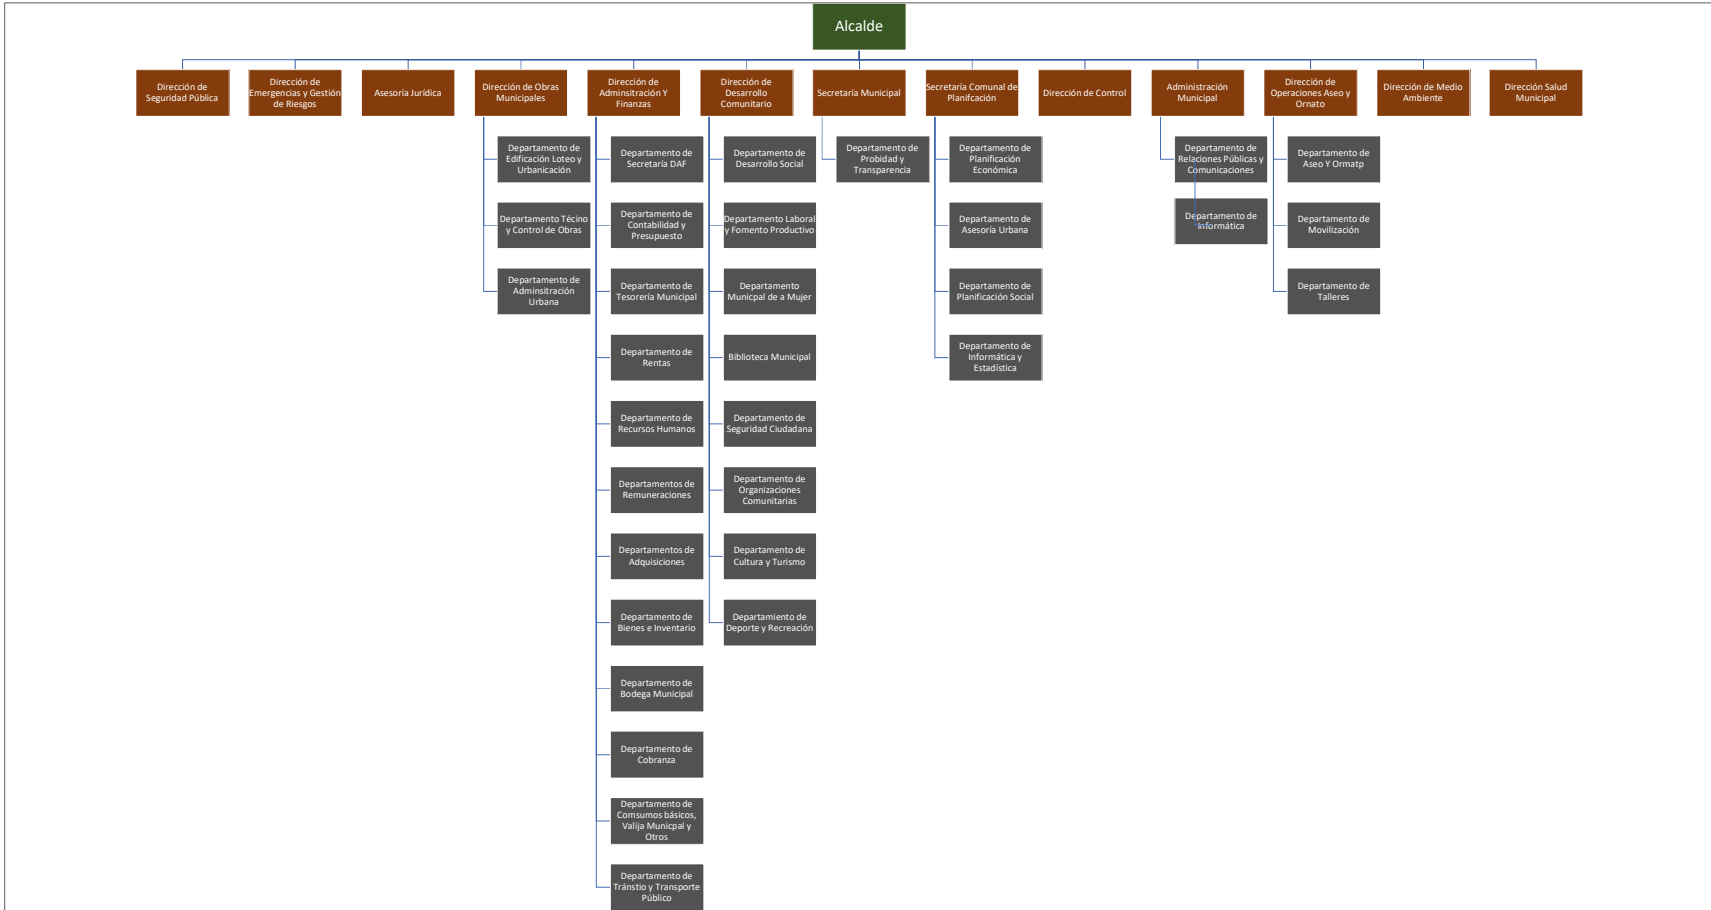 Alcalde
Dirección de
Seguridad Pública
Dirección de
Emergencias y Gestión
de Riesgos
Asesoría Jurídica
Dirección de Obras
Municipales
Dirección de
Adminsitración Y
Finanzas
Dirección de
Desarrollo
Comunitario
Secretaría Municipal
Secretaría Comunal de
Planifcación
Dirección de Control
Administración
Municipal
Dirección de
Operaciones Aseo y
Ornato
Dirección de Medio
Ambiente
Dirección Salud
Municipal
Departamento de
Edificación Loteo y
Urbanicación
Departamento Técino
y Control de Obras
Departamento de
Adminsitración
Urbana
Departamento de
Secretaría DAF
Departamento de
Contabilidad y
Presupuesto
Departamento de
Tesorería Municipal
Departamento de
Rentas
Departamento de
Recursos Humanos
Departamentos de
Remuneraciones
Departamentos de
Adquisiciones
Departamento de
Bienes e Inventario
Departamento de
Bodega Municipal
Departamento de
Cobranza
Departamento de
Comsumos básicos,
Valija Municpal y
Otros
Departamento de
Tránstio y Transporte
Público
Departamento de
Desarrollo Social
Departamento Laboral
y Fomento Productivo
Departamento
Municpal de a Mujer
Biblioteca Municipal
Departamento de
Seguridad Ciudadana
Departamento de
Organizaciones
Comunitarias
Departamento de
Cultura y Turismo
Departamiento de
Deporte y Recreación
Departamento de
Probidad y
Transparencia
Departamento de
Planificación
Económica
Departamento de
Asesoría Urbana
Departamento de
Planificación Social
Departamento de
Informática y
Estadística
Departamento de
Relaciones Públicas y
Comunicaciones
Departamento de
Informática
Departamento de
Aseo Y Ormatp
Departamento de
Movilización
Departamento de
Talleres